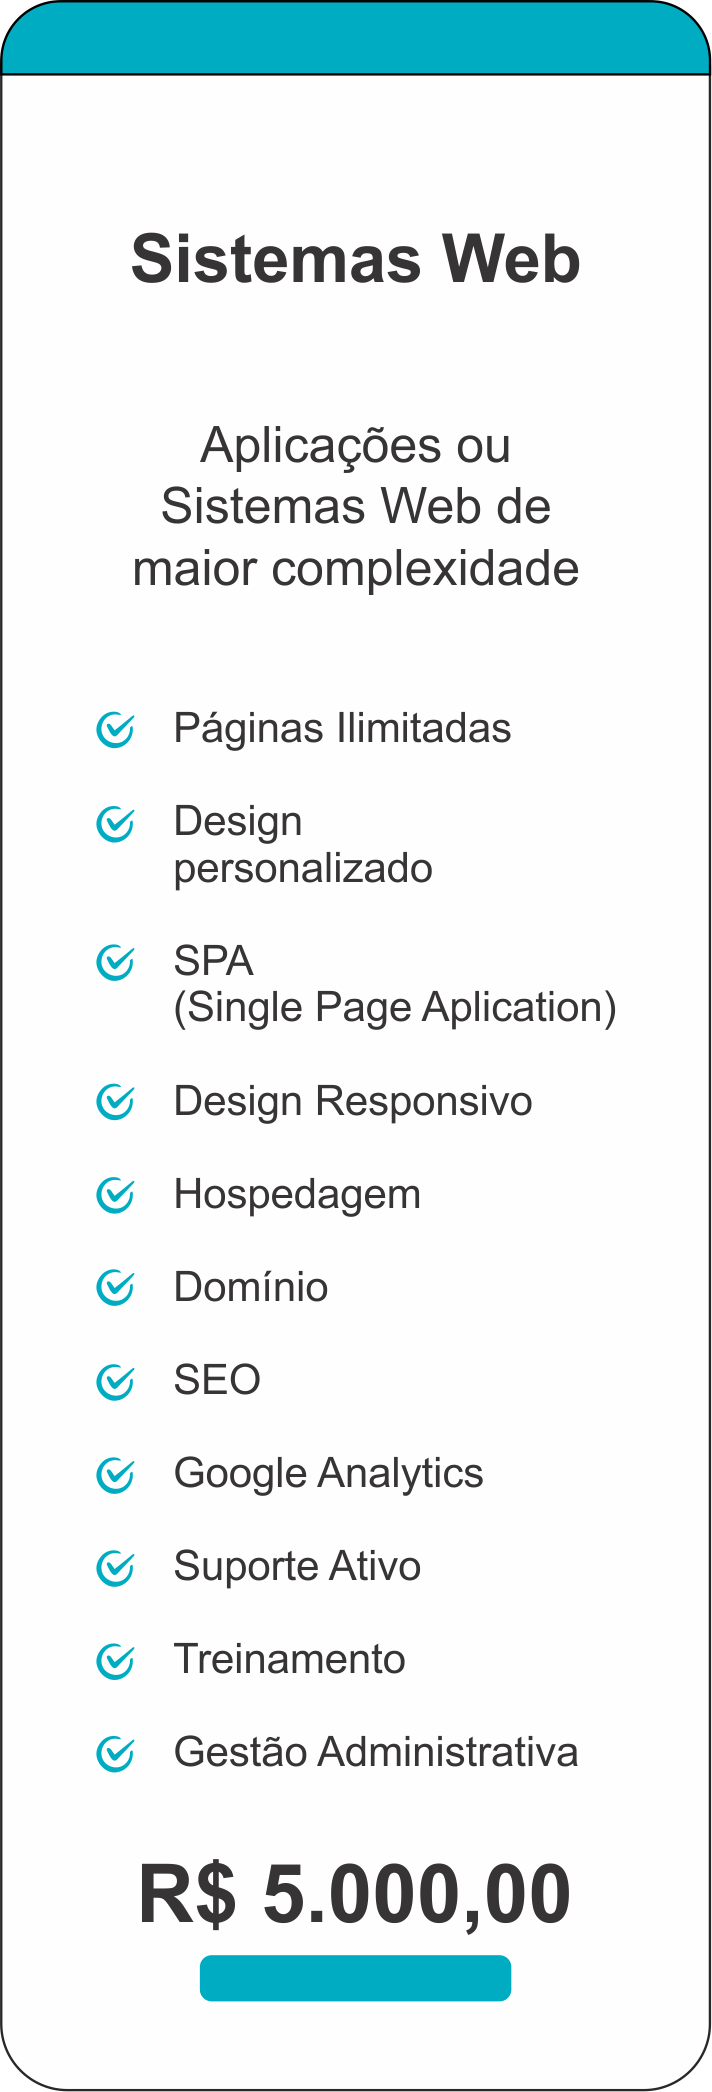 Sistemas Web
Aplicações ou
Sistemas Web de
maior complexidade
Páginas Ilimitadas
Design
personalizado
SPA
(Single Page Aplication)
Design Responsivo
Hospedagem
Domínio
SEO
Google Analytics
Suporte Ativo
Treinamento
Gestão Administrativa
R$ 5.000,00